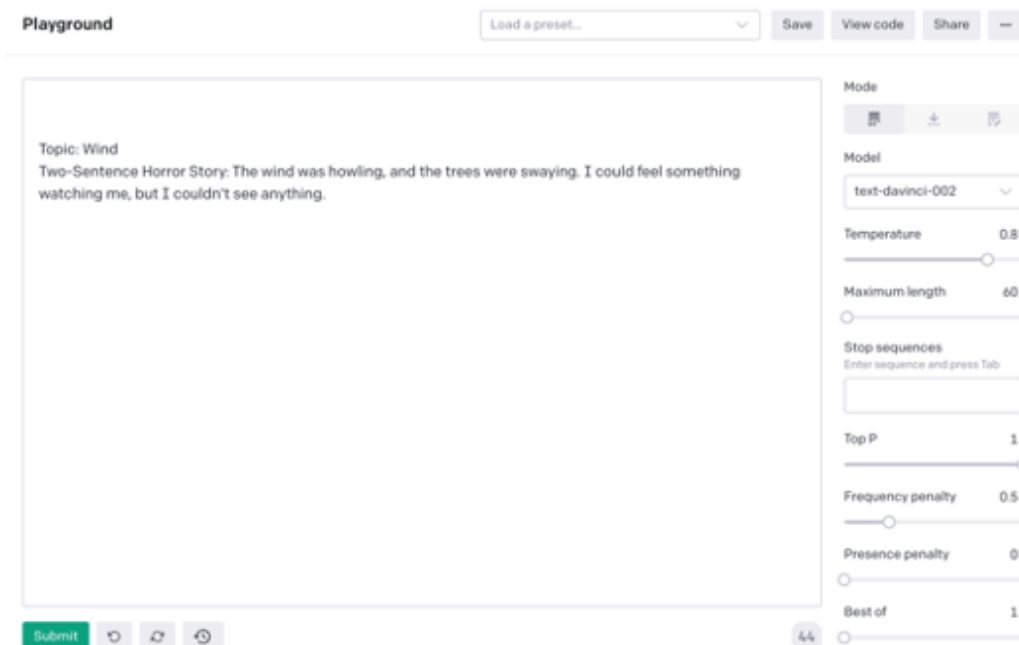 Playground
Load a preset...
Save
View code
Share
Topic: Wind
Two-Sentence Horror Story: The wind was howling, and the trees were swaying. I could feel something
watching me, but I couldn't see anything.
Mode
Model
text-davinci-002
Temperature 0.8
Maximum length 60
Stop sequences
Enter sequence and press Tab
Top P 1
Frequency penalty 0.5
Presence penalty 0
Best of 1
Submit
44